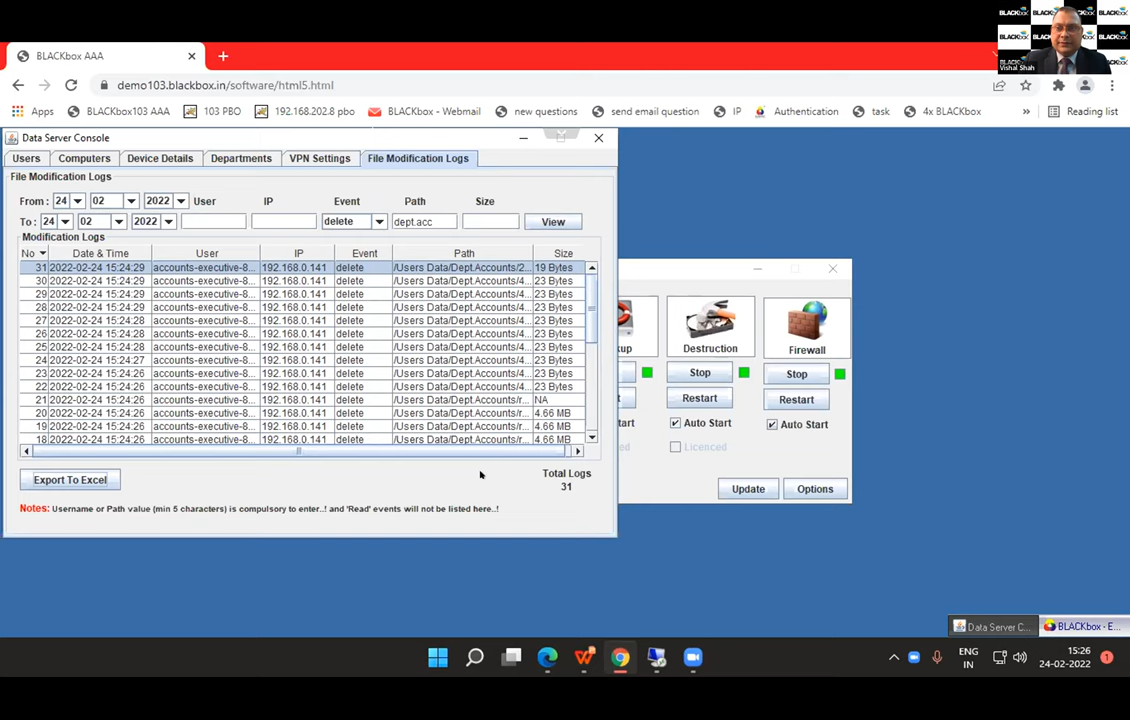 BLACKbox AAA
demo103.blackbox.in/software/html5.html
Apps BLACKbox103 AAA 103 PBO 192.168.202.8 pbo BLACKbox - Webmail new questions send email question IP Authentication task 4x BLACKbox » Reading list
Vishal Shah
Data Server Console
Users Computers Device Details Departments VPN Settings File Modification Logs
File Modification Logs
From : 24 02 2022 User IP Event Path Size
To : 24 02 2022 delete dept.acc View
Modification Logs
No Date & Time User IP Event Path Size
31 2022-02-24 15:24:29 accounts-executive-8... 192.168.0.141 delete /Users Data/Dept.Accounts/2... 19 Bytes
30 2022-02-24 15:24:29 accounts-executive-8... 192.168.0.141 delete /Users Data/Dept.Accounts/4... 23 Bytes
29 2022-02-24 15:24:29 accounts-executive-8... 192.168.0.141 delete /Users Data/Dept.Accounts/4... 23 Bytes
28 2022-02-24 15:24:29 accounts-executive-8... 192.168.0.141 delete /Users Data/Dept.Accounts/4... 23 Bytes
27 2022-02-24 15:24:28 accounts-executive-8... 192.168.0.141 delete /Users Data/Dept.Accounts/4... 23 Bytes
26 2022-02-24 15:24:28 accounts-executive-8... 192.168.0.141 delete /Users Data/Dept.Accounts/4... 23 Bytes
25 2022-02-24 15:24:28 accounts-executive-8... 192.168.0.141 delete /Users Data/Dept.Accounts/4... 23 Bytes
24 2022-02-24 15:24:27 accounts-executive-8... 192.168.0.141 delete /Users Data/Dept.Accounts/4... 23 Bytes
23 2022-02-24 15:24:26 accounts-executive-8... 192.168.0.141 delete /Users Data/Dept.Accounts/4... 23 Bytes
22 2022-02-24 15:24:26 accounts-executive-8... 192.168.0.141 delete /Users Data/Dept.Accounts/4... 23 Bytes
21 2022-02-24 15:24:26 accounts-executive-8... 192.168.0.141 delete /Users Data/Dept.Accounts/r... NA
20 2022-02-24 15:24:26 accounts-executive-8... 192.168.0.141 delete /Users Data/Dept.Accounts/r... 4.66 MB
19 2022-02-24 15:24:26 accounts-executive-8... 192.168.0.141 delete /Users Data/Dept.Accounts/r... 4.66 MB
18 2022-02-24 15:24:26 accounts-executive-8... 192.168.0.141 delete /Users Data/Dept.Accounts/r... 4.66 MB
Export To Excel
Total Logs
31
Notes: Username or Path value (min 5 characters) is compulsory to enter..! and 'Read' events will not be listed here..!
kup Destruction Firewall
Stop Stop
Restart Restart
Auto Start Auto Start
Licenced
Update Options
Data Server C... BLACKbox - E...
ENG
IN
15:26
24-02-2022
1